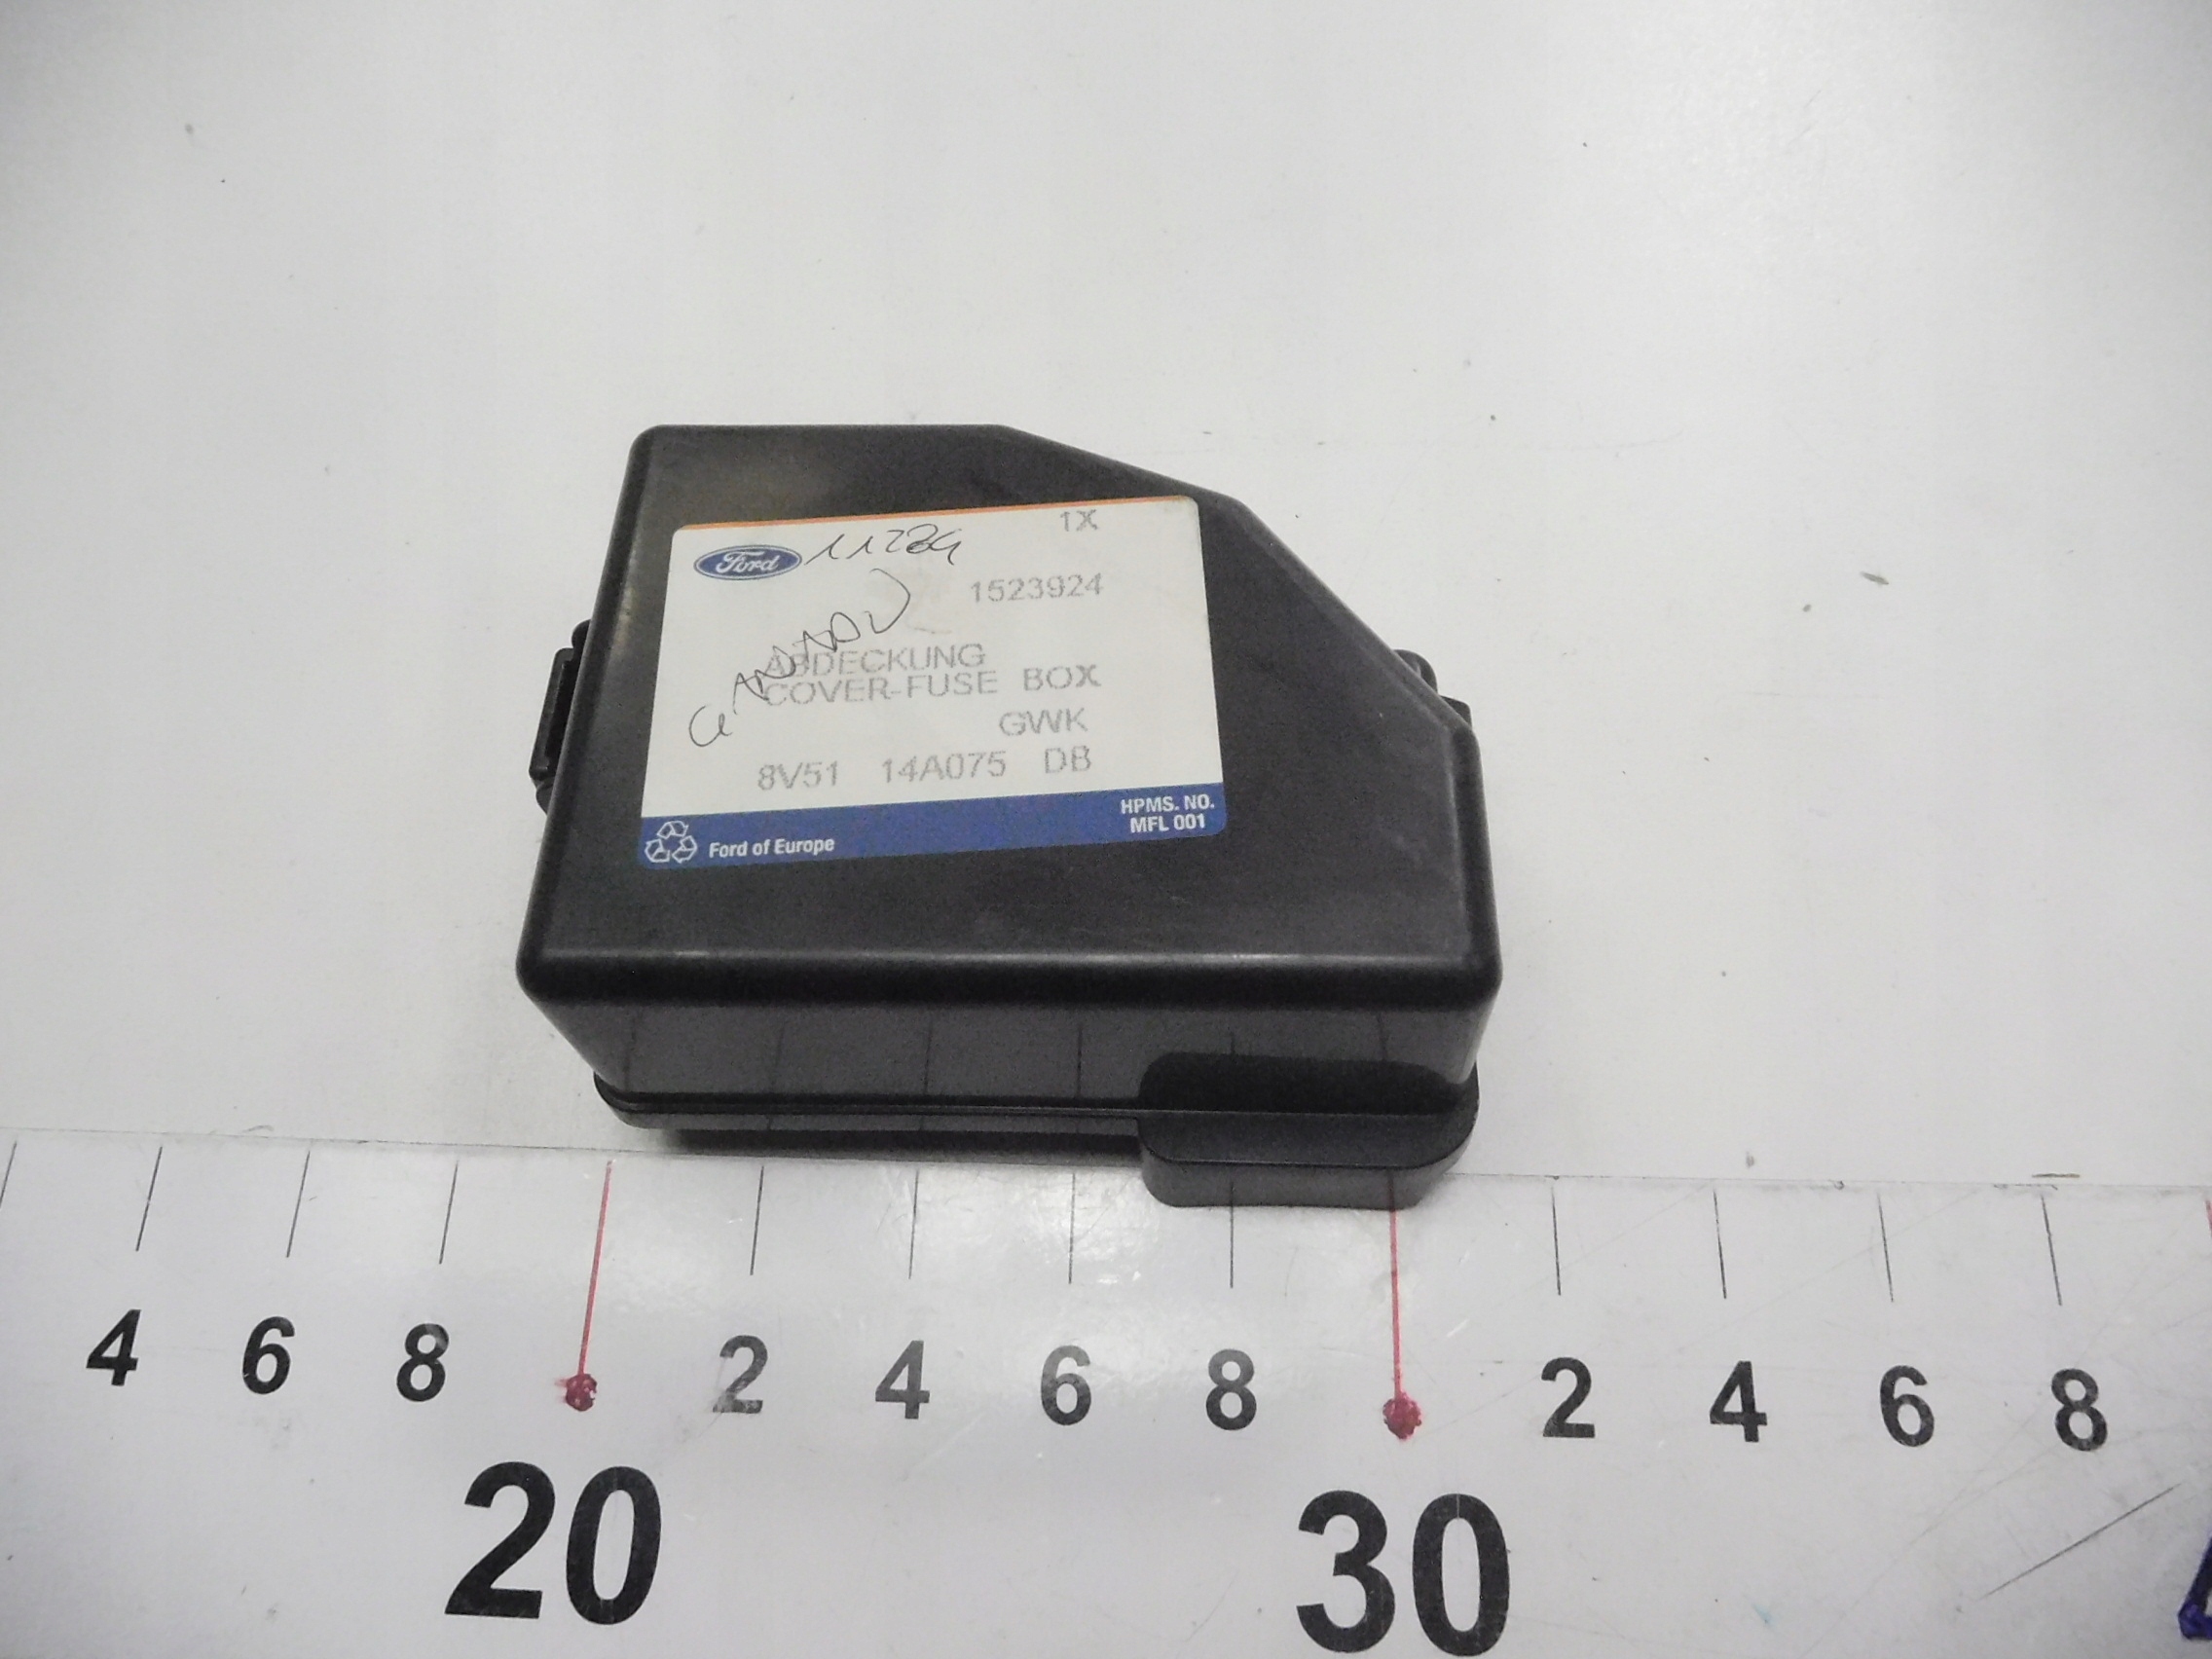 1X
Ford 11284
1523924
ABDECKUNG
COVER-FUSE BOX
GWK
8V51 14A075 DB
HPMS. NO.
MFL 001
Ford of Europe
4 6 8 2 4 6 8 2 4 6 8
20 30